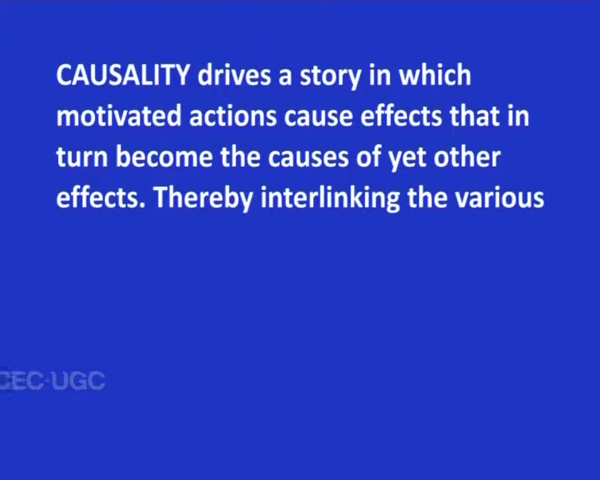 CAUSALITY drives a story in which
motivated actions cause effects that in
turn become the causes of yet other
effects. Thereby interlinking the various
CEC-UGC